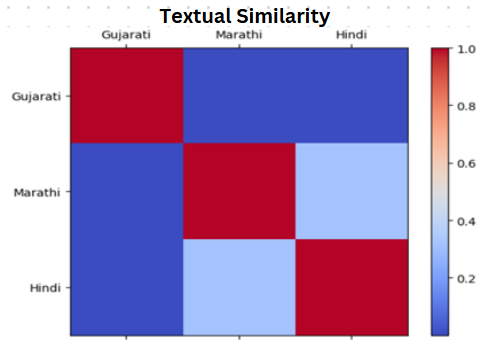 Textual Similarity
Gujarati Marathi Hindi
Gujarati
Marathi
Hindi
1.0
0.8
0.6
0.4
0.2